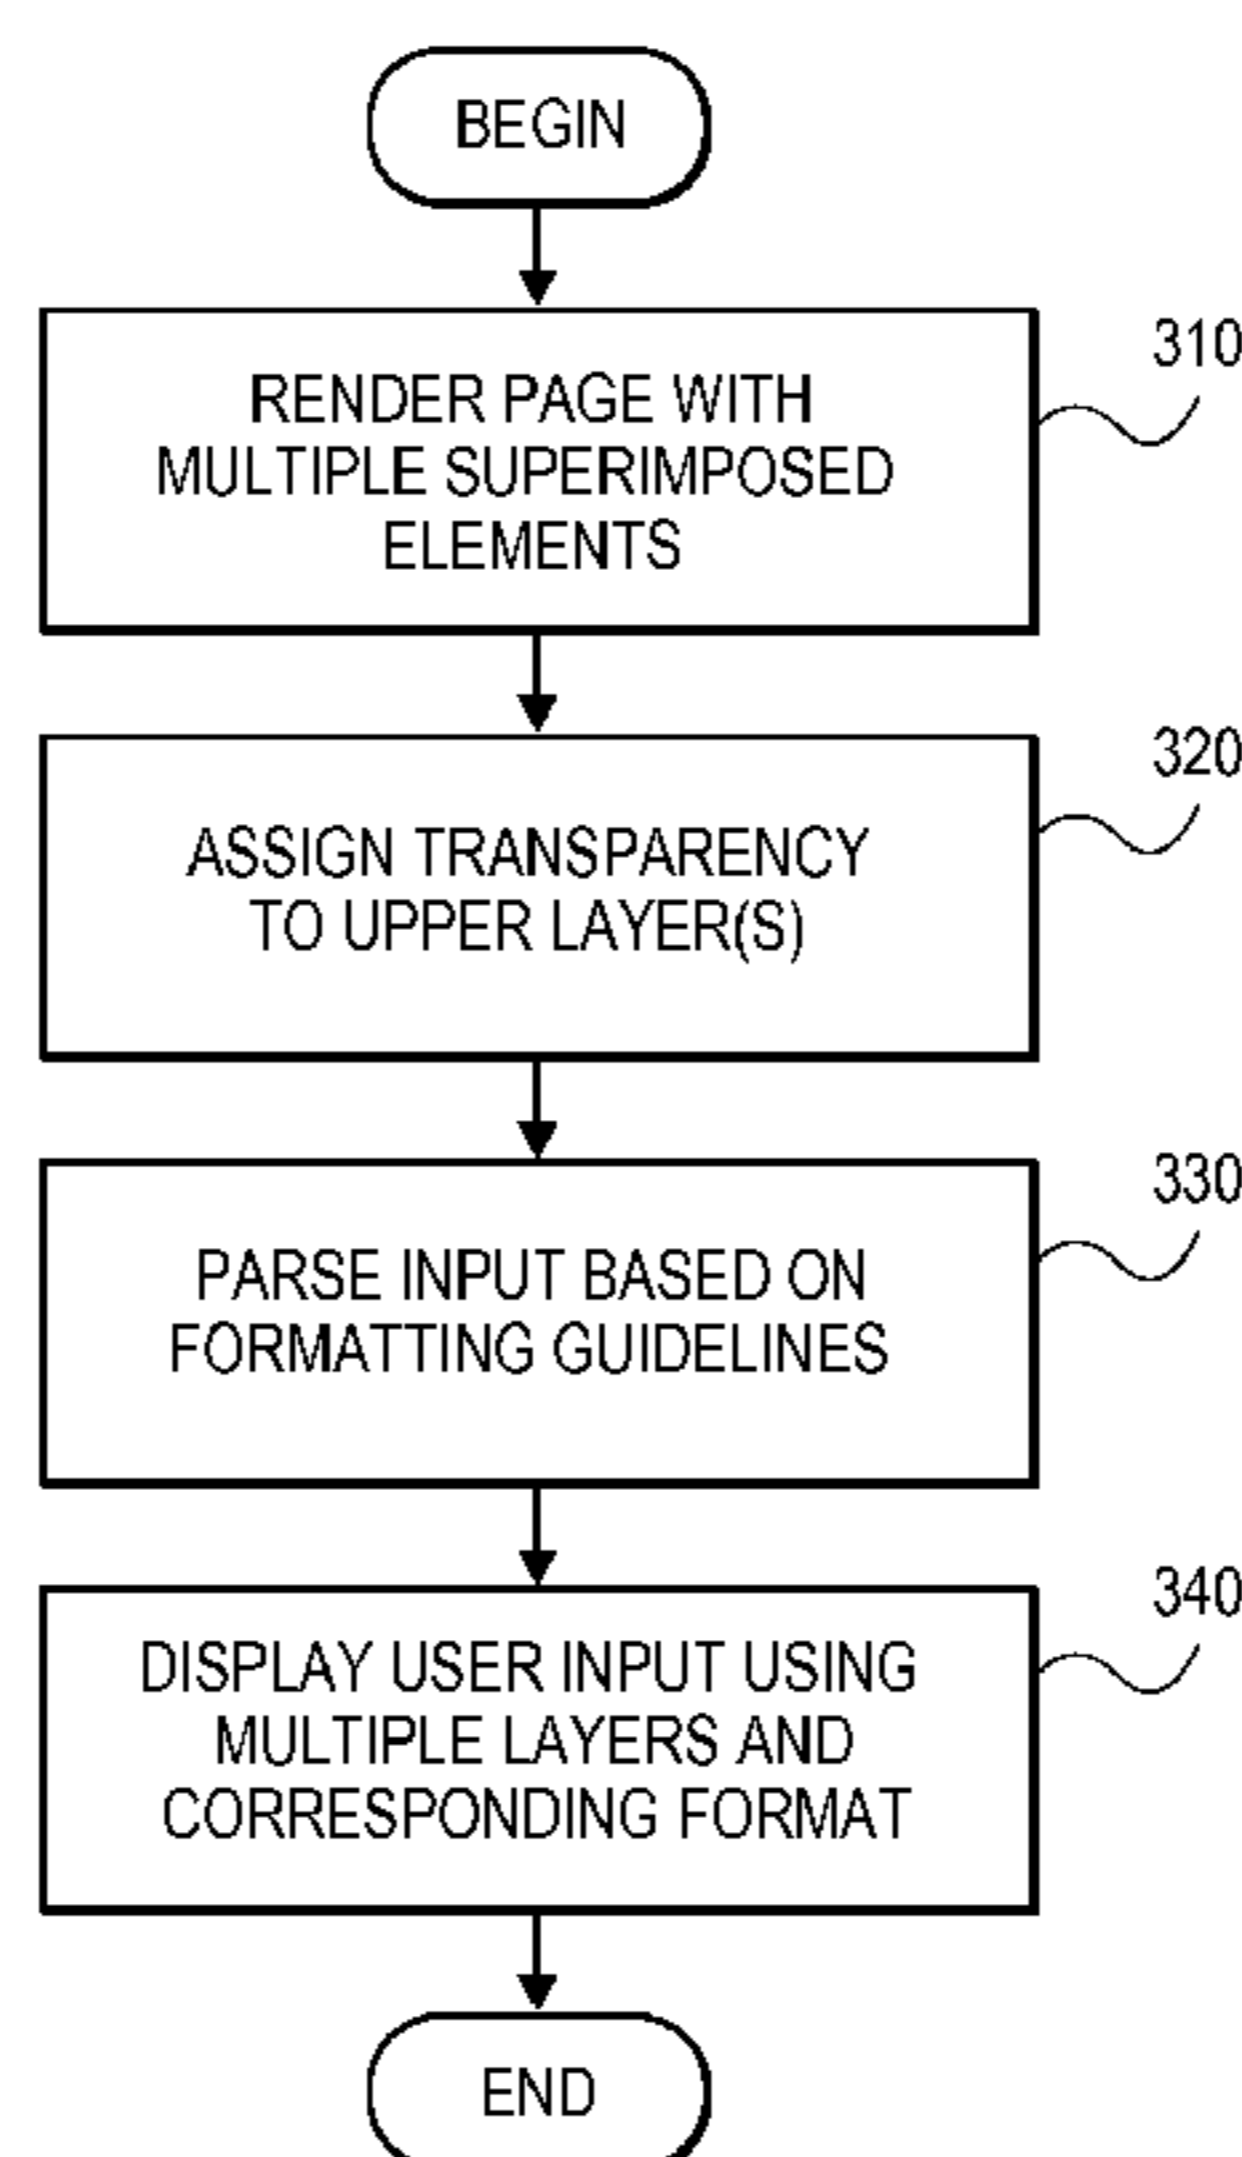 BEGIN
310
RENDER PAGE WITH
MULTIPLE SUPERIMPOSED
ELEMENTS
320
ASSIGN TRANSPARENCY
TO UPPER LAYER(S)
330
PARSE INPUT BASED ON
FORMATTING GUIDELINES
340
DISPLAY USER INPUT USING
MULTIPLE LAYERS AND
CORRESPONDING FORMAT
END